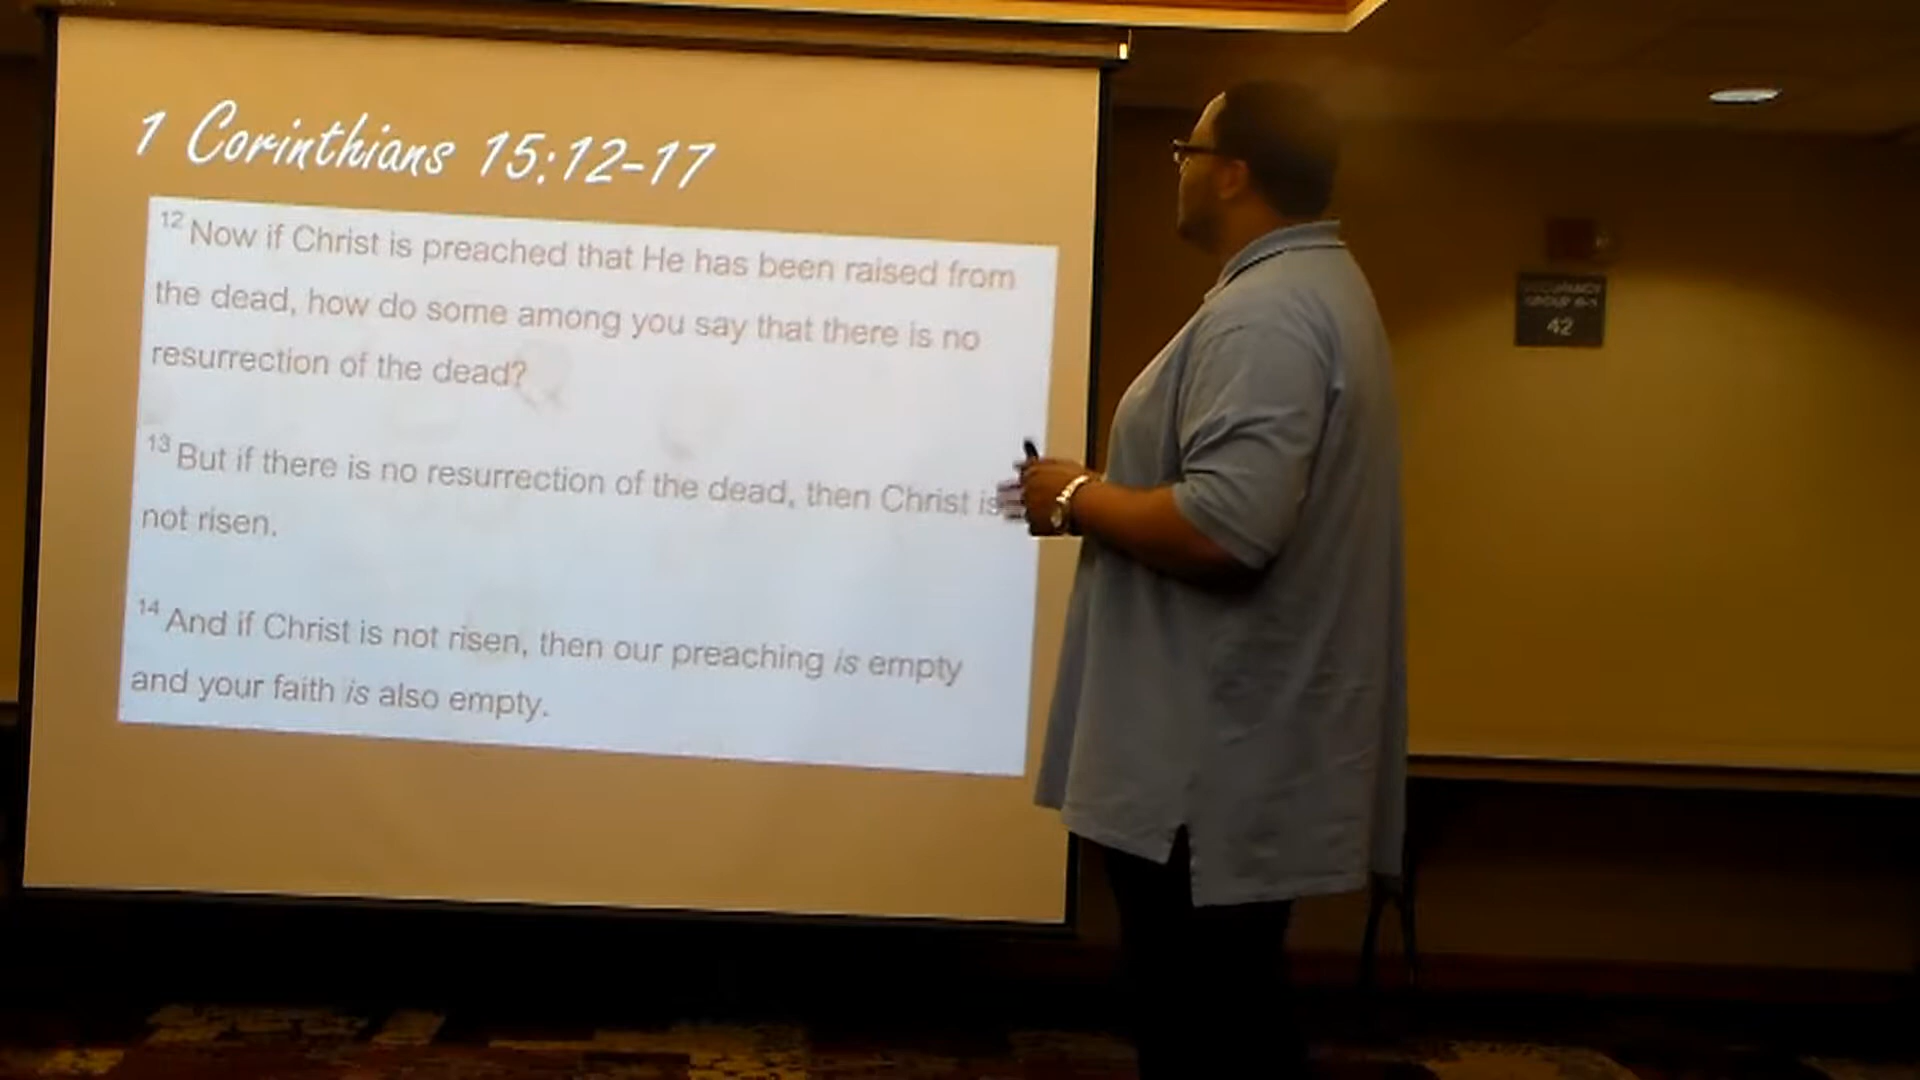 1 Corinthians 15:12-17
12 Now if Christ is preached that He has been raised from
the dead, how do some among you say that there is no
resurrection of the dead?
13 But if there is no resurrection of the dead, then Christ is
not risen.
14 And if Christ is not risen, then our preaching is empty
and your faith is also empty.
OCCUPANCY
GROUP
42